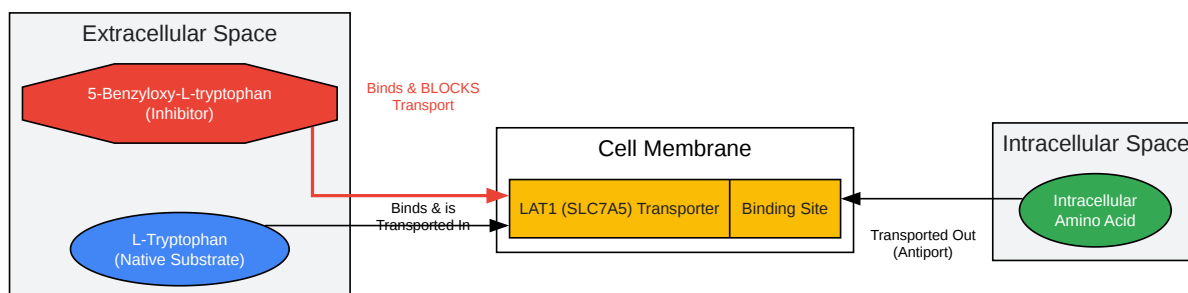 Extracellular Space
5-Benzyloxy-L-tryptophan
(Inhibitor)
Binds & BLOCKS
Transport
L-Tryptophan
(Native Substrate)
Binds & is
Transported In
Cell Membrane
LAT1 (SLC7A5) Transporter
Binding Site
Transported Out
(Antiport)
Intracellular Space
Intracellular
Amino Acid